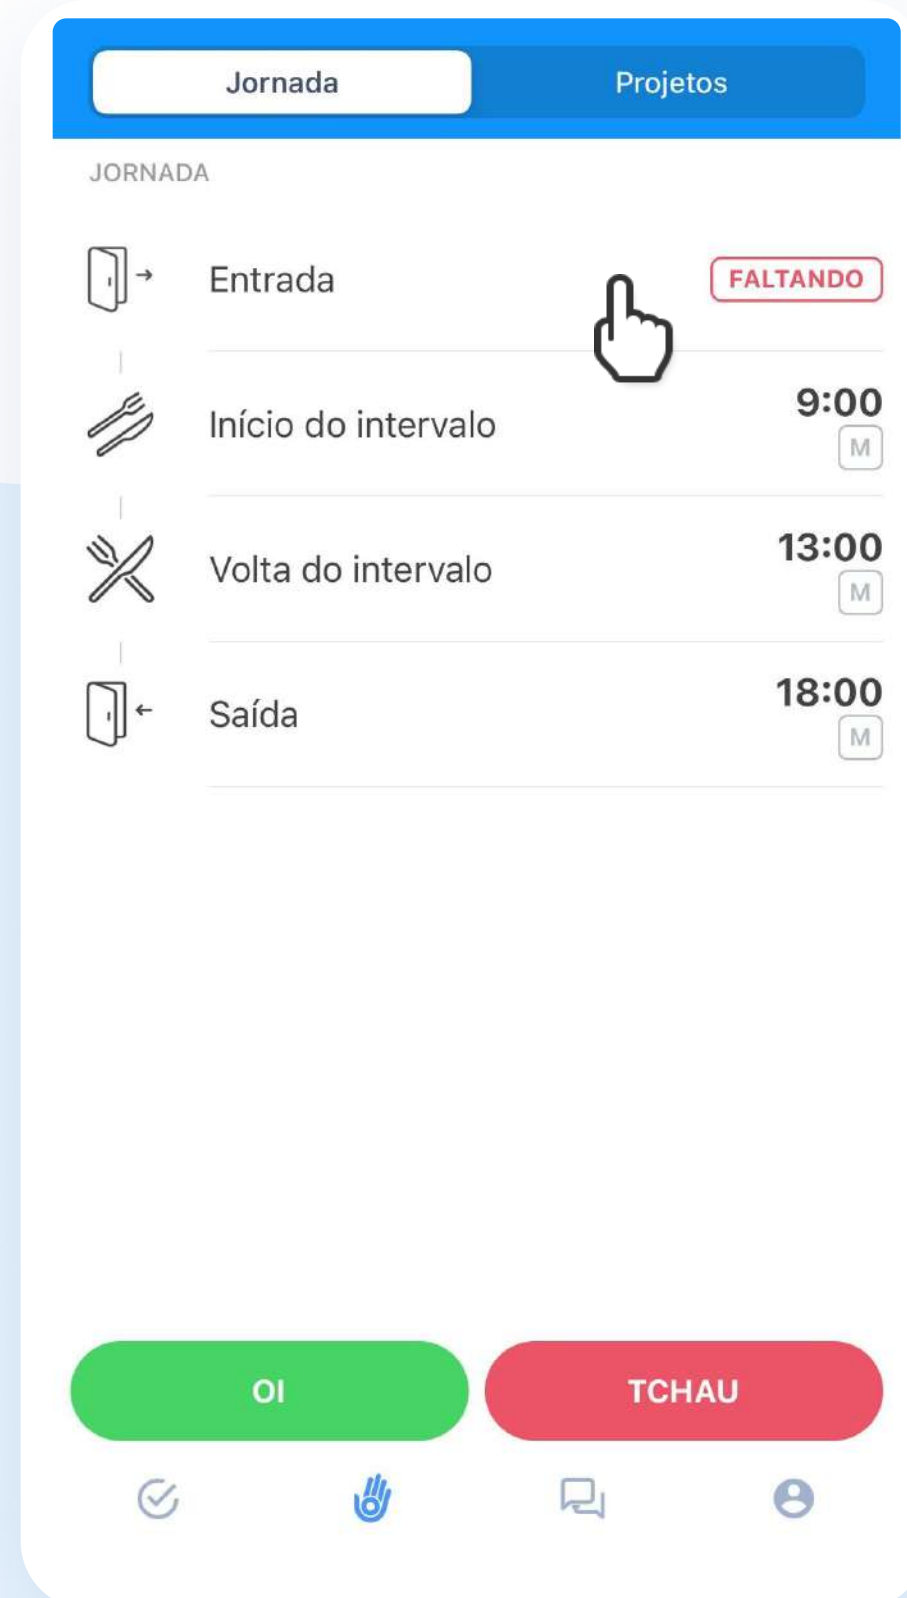 Jornada
Projetos
JORNADA
Entrada
FALTANDO
Início do intervalo
9:00
M
Volta do intervalo
13:00
M
Saída
18:00
M
OI
TCHAU